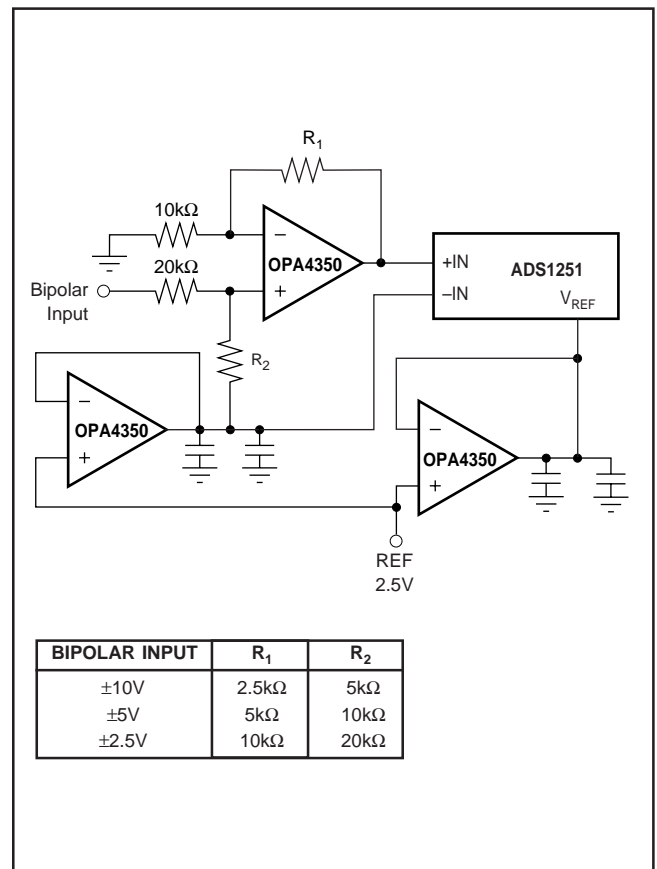 R1
10kΩ
−
OPA4350
+
20kΩ
Bipolar
Input
+IN
–IN
ADS1251
VREF
R2
−
OPA4350
+
−
OPA4350
+
REF
2.5V
BIPOLAR INPUT R1 R2
±10V 2.5kΩ 5kΩ
±5V 5kΩ 10kΩ
±2.5V 10kΩ 20kΩ